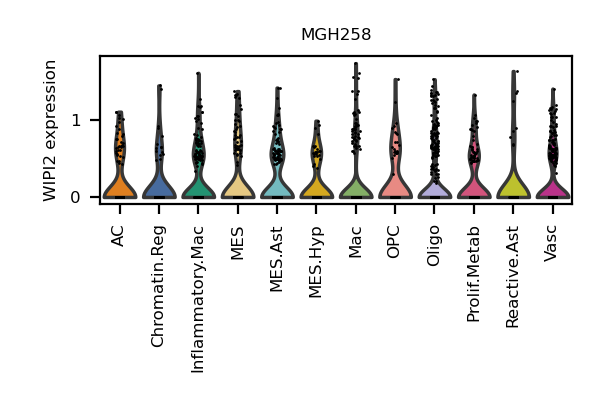 MGH258
WIPI2 expression
1
0
AC
Chromatin.Reg
Inflammatory.Mac
MES
MES.Ast
MES.Hyp
Mac
OPC
Oligo
Prolif.Metab
Reactive.Ast
Vasc